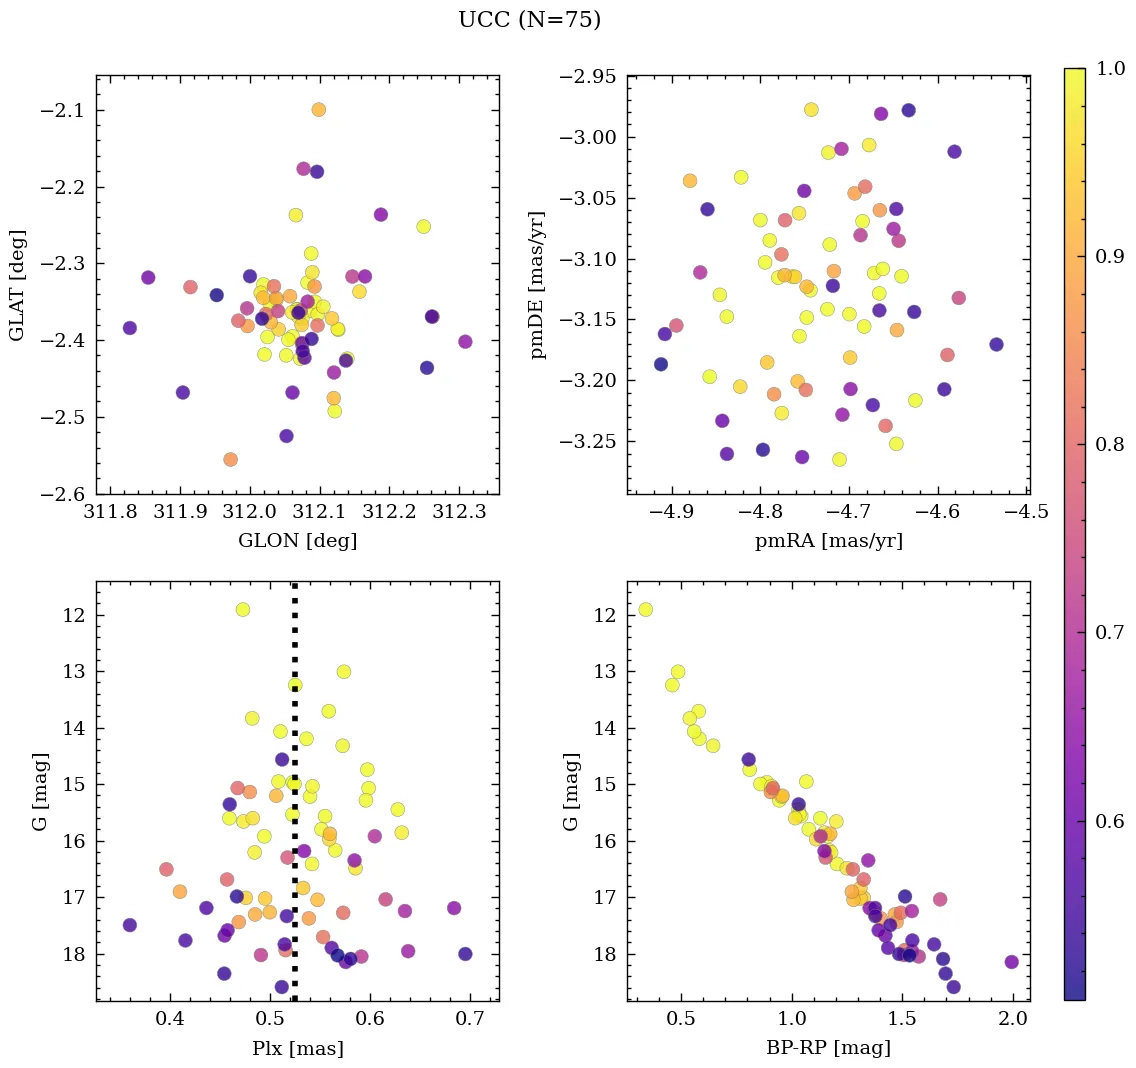 UCC (N=75)
−2.1
−2.2
−2.3
−2.4
−2.5
−2.6
GLAT [deg]
311.8 311.9 312.0 312.1 312.2 312.3
GLON [deg]
−2.95
−3.00
−3.05
−3.10
−3.15
−3.20
−3.25
pmDE [mas/yr]
−4.9 −4.8 −4.7 −4.6 −4.5
pmRA [mas/yr]
12
13
14
15
16
17
18
G [mag]
0.4 0.5 0.6 0.7
Plx [mas]
12
13
14
15
16
17
18
G [mag]
0.5 1.0 1.5 2.0
BP-RP [mag]
1.0
0.9
0.8
0.7
0.6